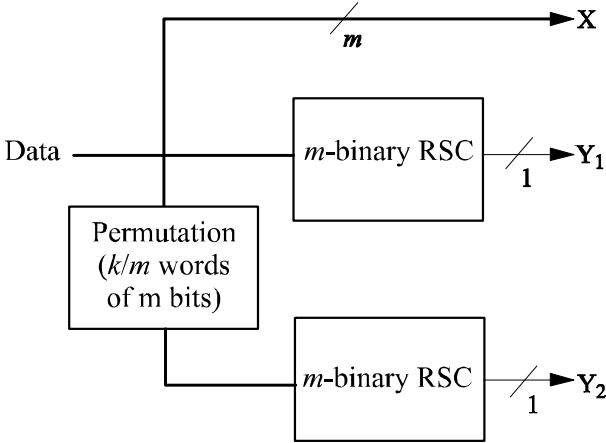 X
m
Data
m-binary RSC
Y1
1
Permutation
(k/m words
of m bits)
m-binary RSC
Y2
1